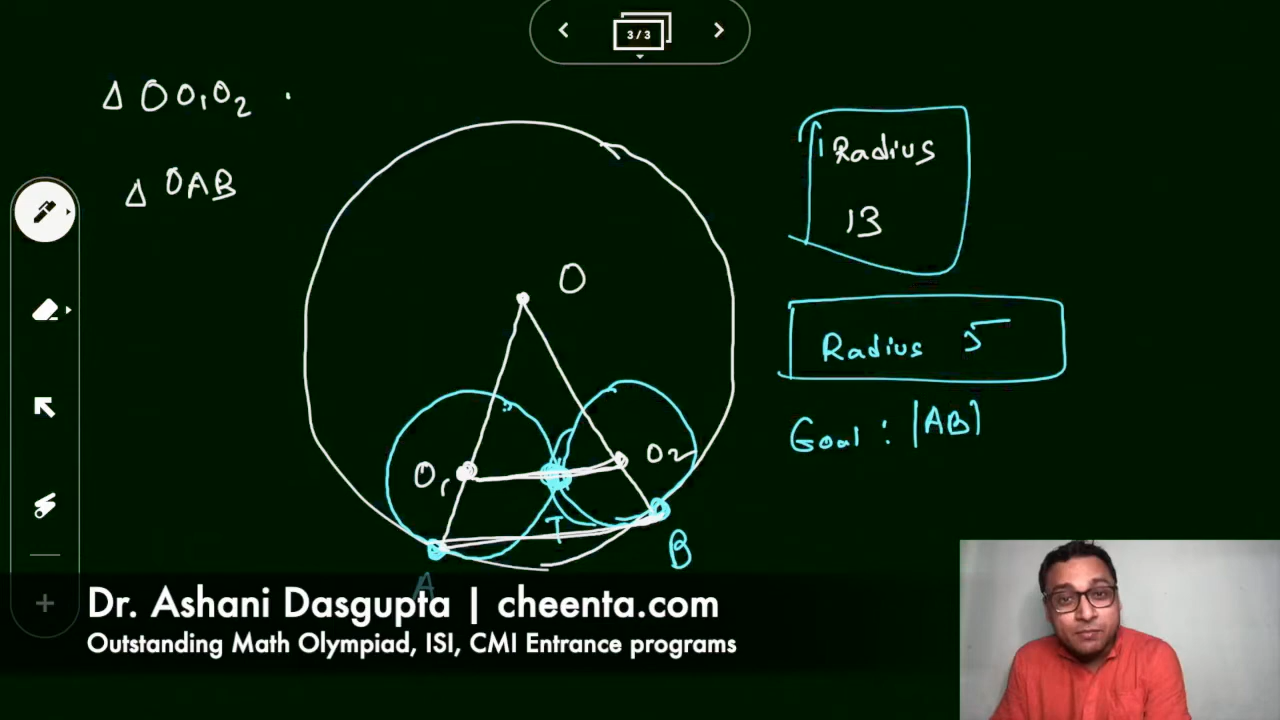 3/3
Δ OO₁O₂ .
Δ OAB
Radius
13
O
Radius 5
Goal : |AB|
O₁
O₂
T
B
A
Dr. Ashani Dasgupta | cheenta.com
Outstanding Math Olympiad, ISI, CMI Entrance programs